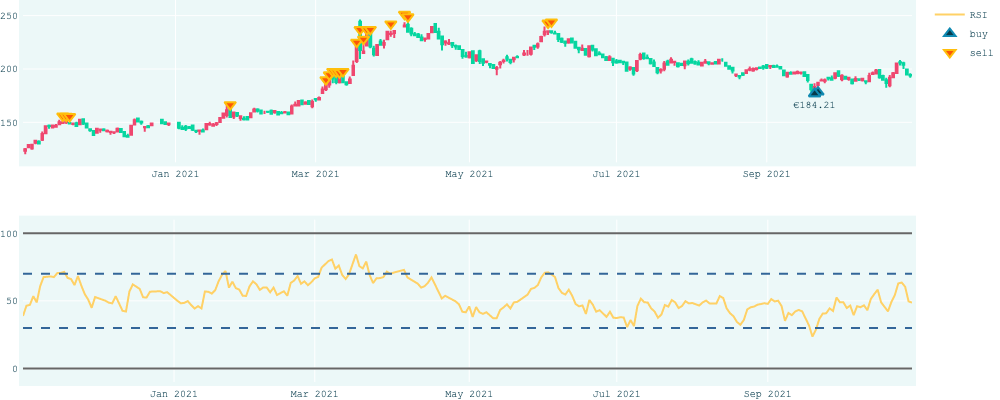 250
RSI
buy
sell
200
€184.21
150
Jan 2021
Mar 2021
May 2021
Jul 2021
Sep 2021
100
50
0
Jan 2021
Mar 2021
May 2021
Jul 2021
Sep 2021